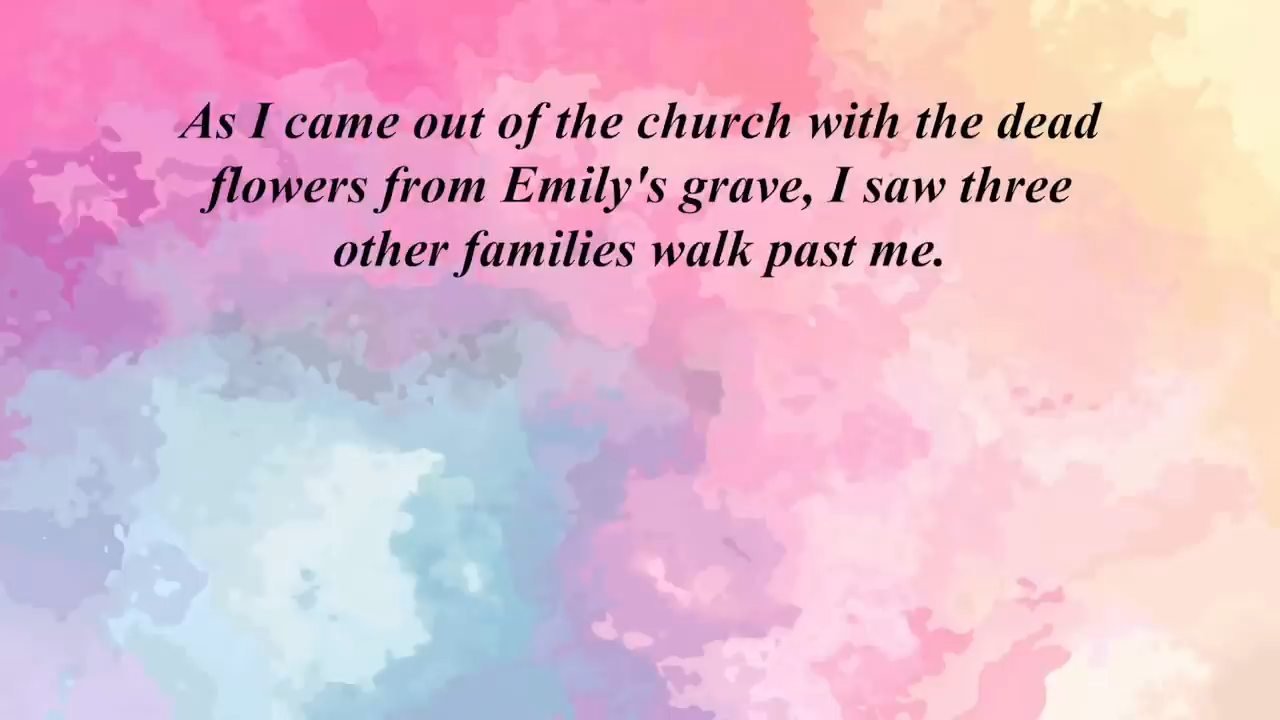 As I came out of the church with the dead
flowers from Emily's grave, I saw three
other families walk past me.